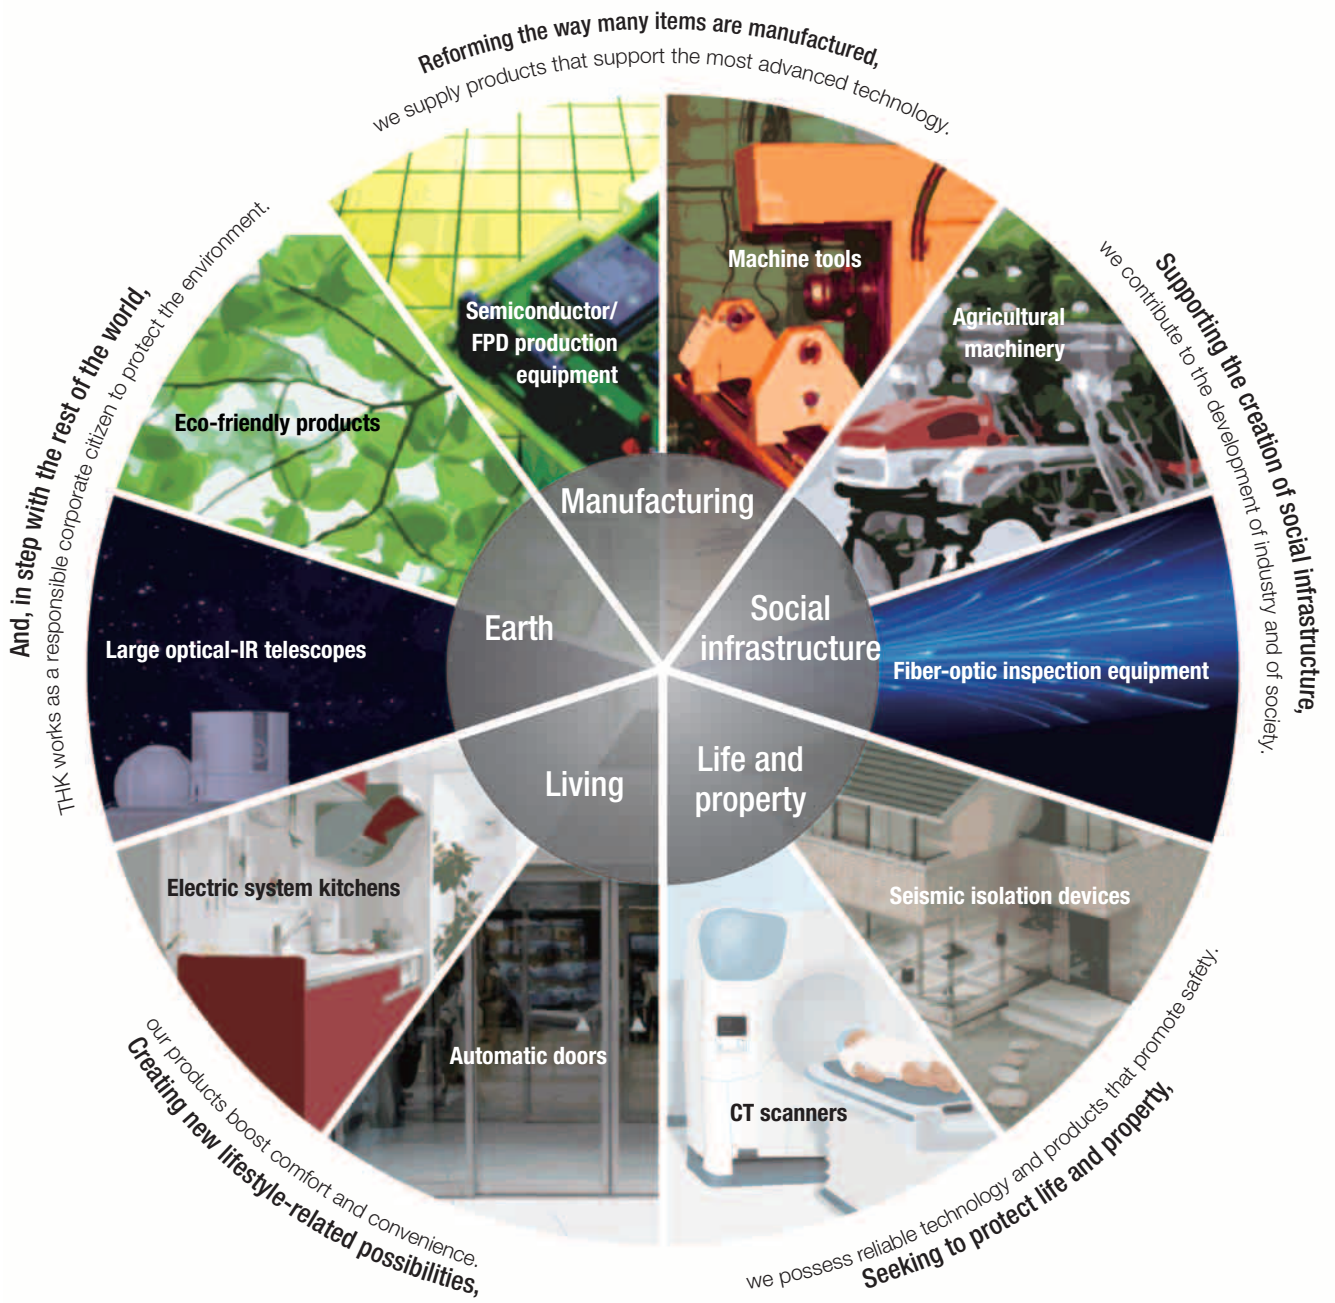 Reforming the way many items are manufactured,
we supply products that support the most advanced technology.
Machine tools
Semiconductor/
FPD production
equipment
Manufacturing
Supporting the creation of social infrastructure,
we contribute to the development of industry and of society.
Agricultural
machinery
Fiber-optic inspection equipment
Social
infrastructure
Seeking to protect life and property,
we possess reliable technology and products that promote safety.
Seismic isolation devices
CT scanners
Life and
property
Creating new lifestyle-related possibilities,
our products boost comfort and convenience.
Automatic doors
Electric system kitchens
Living
And, in step with the rest of the world,
THK works as a responsible corporate citizen to protect the environment.
Large optical-IR telescopes
Eco-friendly products
Earth